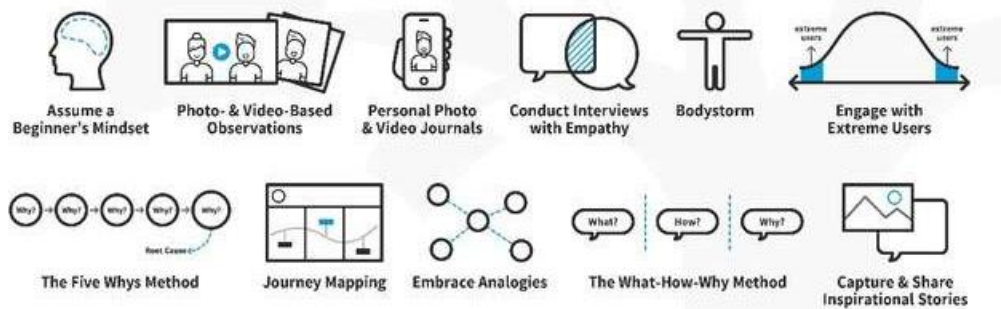 extreme
users
extreme
users
Assume a
Beginner's Mindset
Photo- & Video-Based
Observations
Personal Photo
& Video Journals
Conduct Interviews
with Empathy
Bodystorm
Engage with
Extreme Users
Why?
Why?
Why?
Why?
Why?
Root Cause
What?
How?
Why?
The Five Whys Method
Journey Mapping
Embrace Analogies
The What-How-Why Method
Capture & Share
Inspirational Stories